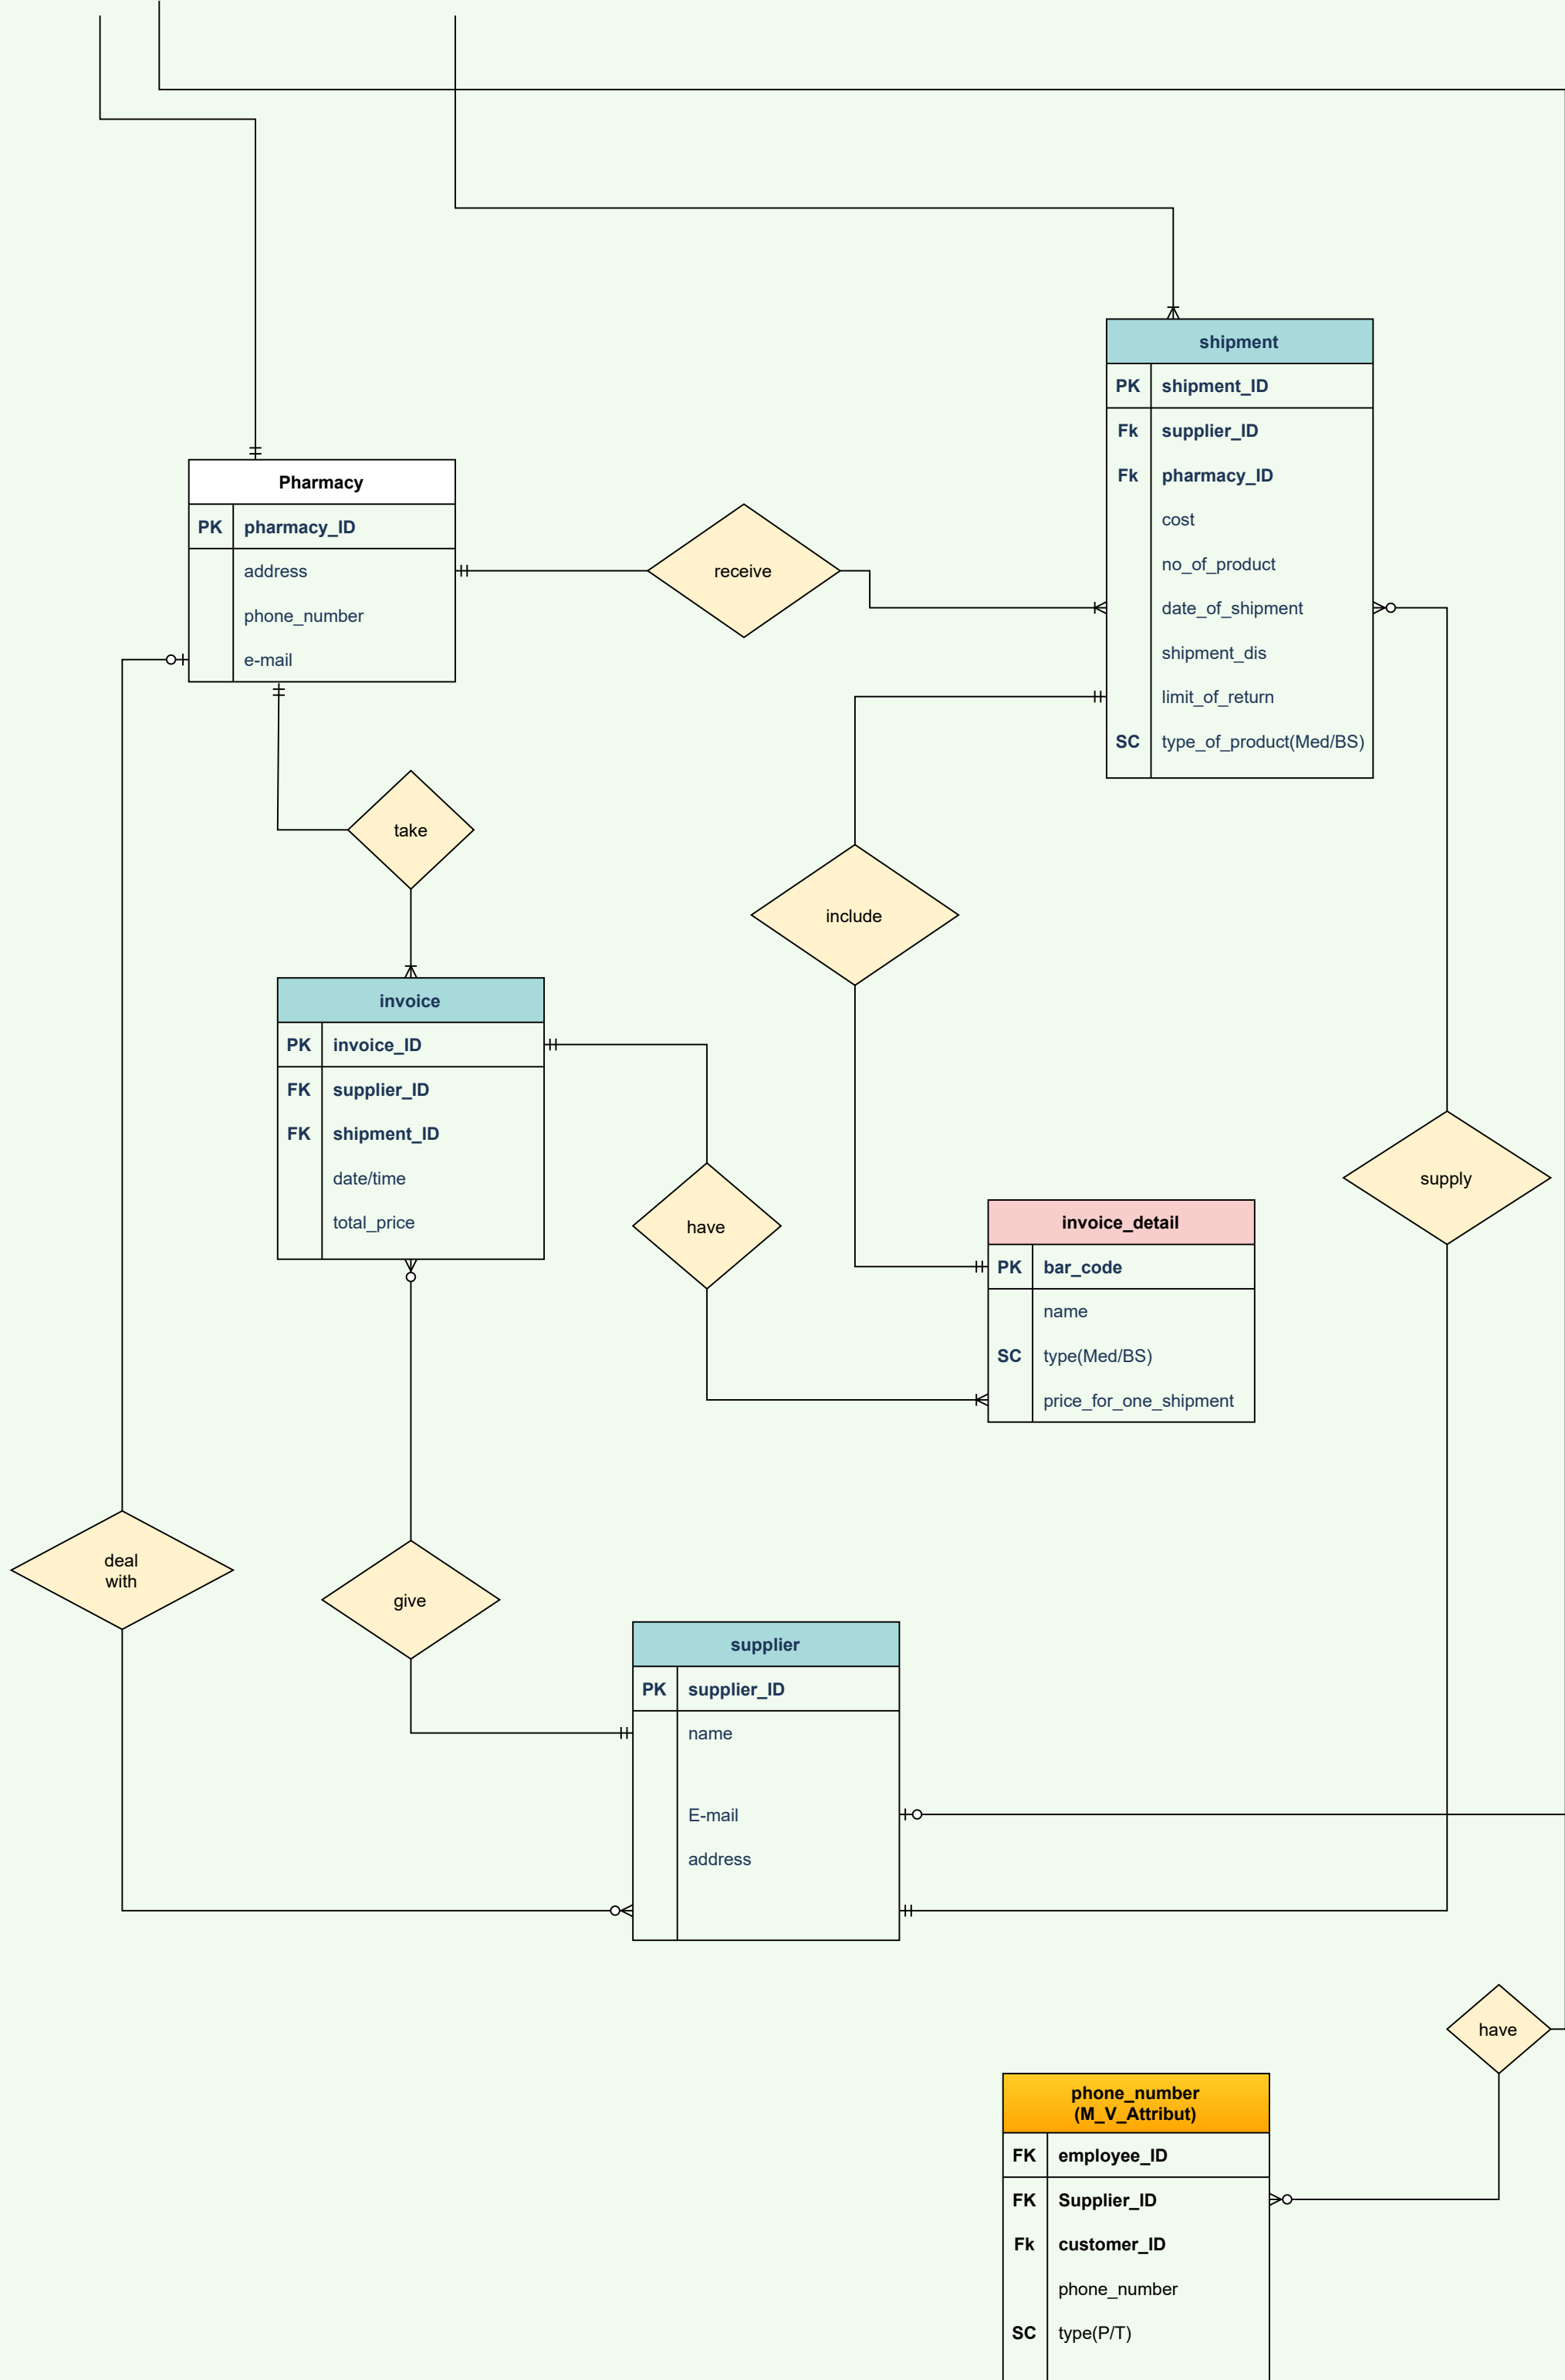 shipment
PK shipment_ID
Fk supplier_ID
Fk pharmacy_ID
cost
no_of_product
date_of_shipment
shipment_dis
limit_of_return
SC type_of_product(Med/BS)
Pharmacy
PK pharmacy_ID
address
phone_number
e-mail
receive
take
include
invoice
PK invoice_ID
FK supplier_ID
FK shipment_ID
date/time
total_price
have
supply
invoice_detail
PK bar_code
name
SC type(Med/BS)
price_for_one_shipment
deal
with
give
supplier
PK supplier_ID
name
E-mail
address
have
phone_number
(M_V_Attribut)
FK employee_ID
FK Supplier_ID
Fk customer_ID
phone_number
SC type(P/T)